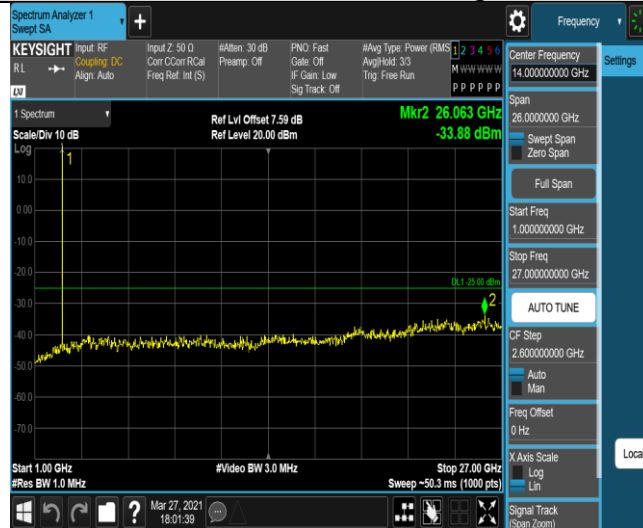 Spectrum Analyzer 1
Swept SA
+
Frequency
KEYSIGHT
RL
LXI
Input: RF
Coupling: DC
Align: Auto
Input Z: 50 Ω
Corr CCorr RCal
Freq Ref: Int (S)
#Atten: 30 dB
Preamp: Off
PNO: Fast
Gate: Off
IF Gain: Low
Sig Track: Off
#Avg Type: Power (RMS
Avg|Hold: 3/3
Trig: Free Run
1 2 3 4 5 6
M W W W W W
P P P P P P
1 Spectrum
Scale/Div 10 dB
Ref Lvl Offset 7.59 dB
Ref Level 20.00 dBm
Mkr2 26.063 GHz
-33.88 dBm
Log
1
10.0
0.00
-10.0
-20.0
DL1 -25.00 dBm
-30.0
2
-40.0
-50.0
-60.0
-70.0
Start 1.00 GHz
#Res BW 1.0 MHz
#Video BW 3.0 MHz
Stop 27.00 GHz
Sweep ~50.3 ms (1000 pts)
?
Mar 27, 2021
18:01:39
Center Frequency
14.000000000 GHz
Span
26.0000000 GHz
Swept Span
Zero Span
Full Span
Start Freq
1.000000000 GHz
Stop Freq
27.000000000 GHz
AUTO TUNE
CF Step
2.600000000 GHz
Auto
Man
Freq Offset
0 Hz
X Axis Scale
Log
Lin
Signal Track
(Span Zoom)
Settings
Loca